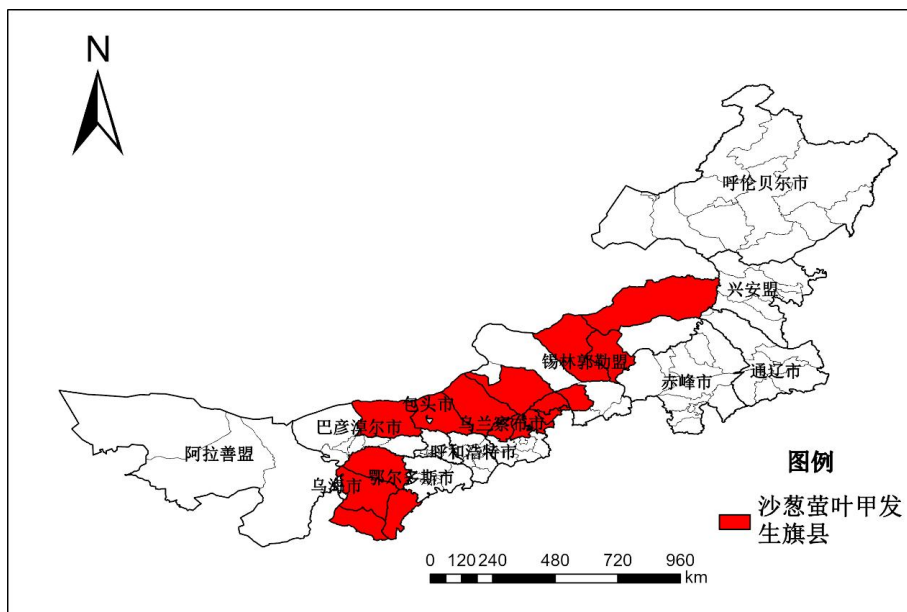 N
呼伦贝尔市
兴安盟
锡林郭勒盟
通辽市
赤峰市
包头市
乌兰察布市
巴彦淖尔市
呼和浩特市
阿拉善盟
乌海市
鄂尔多斯市
图例
沙葱萤叶甲发
生旗县
0 120 240 480 720 960
km